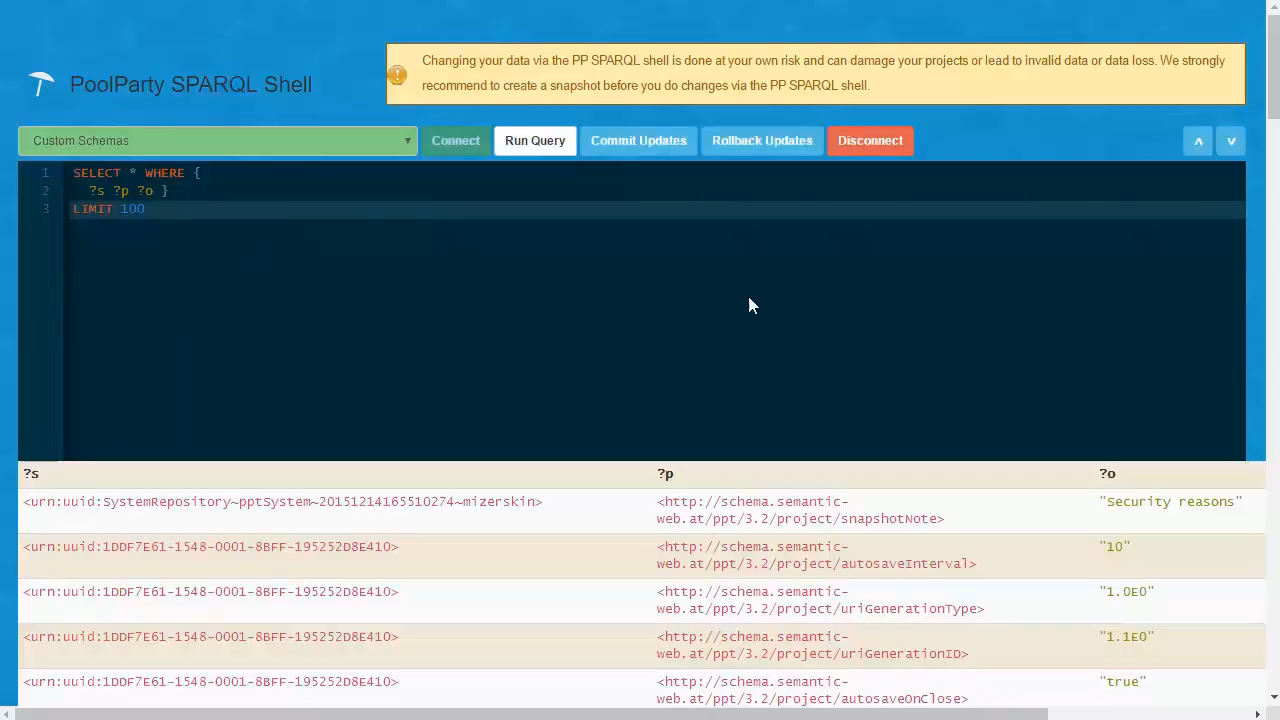 Changing your data via the PP SPARQL shell is done at your own risk and can damage your projects or lead to invalid data or data loss. We strongly
recommend to create a snapshot before you do changes via the PP SPARQL shell.
PoolParty SPARQL Shell
Custom Schemas Connect Run Query Commit Updates Rollback Updates Disconnect
1 SELECT * WHERE {
2 ?s ?p ?o }
3 LIMIT 100
?s ?p ?o
<urn:uuid:SystemRepository~pptSystem~20151214165510274~mizerskin> <http://schema.semantic- "Security reasons"
web.at/ppt/3.2/project/snapshotNote>
<urn:uuid:1DDF7E61-1548-0001-8BFF-195252D8E410> <http://schema.semantic- "10"
web.at/ppt/3.2/project/autosaveInterval>
<urn:uuid:1DDF7E61-1548-0001-8BFF-195252D8E410> <http://schema.semantic- "1.0E0"
web.at/ppt/3.2/project/uriGenerationType>
<urn:uuid:1DDF7E61-1548-0001-8BFF-195252D8E410> <http://schema.semantic- "1.1E0"
web.at/ppt/3.2/project/uriGenerationID>
<urn:uuid:1DDF7E61-1548-0001-8BFF-195252D8E410> <http://schema.semantic- "true"
web.at/ppt/3.2/project/autosaveOnClose>